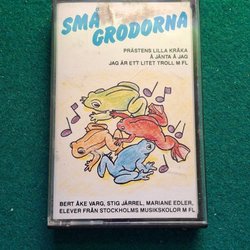 SMÅ
GRODORNA
PRÄSTENS LILLA KRÅKA
Å JÄNTA Å JAG
JAG ÄR ETT LITET TROLL M FL
BERT ÅKE VARG, STIG JÄRREL, MARIANE EDLER,
ELEVER FRÅN STOCKHOLMS MUSIKSKOLOR M FL